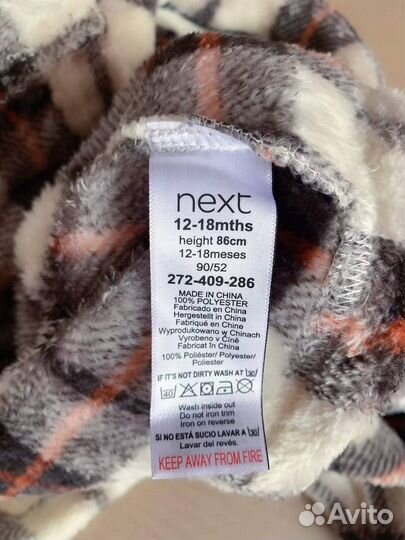 next
12-18mths
height 86cm
12-18meses
90/52
272-409-286
MADE IN CHINA
100% POLYESTER
Fabricado en China
Hergestellt in China
Fabriqué en Chine
Wyprodukowano w Chinach
Vyrobeno v Číně
Fabricat în China
100% Poliéster/ Polyester/
Poliester
IF IT'S NOT DIRTY WASH AT 30
40
Wash inside out
Do not iron trim
Iron on reverse
SI NO ESTÁ SUCIO LAVAR A 30
Lavar del revés.
KEEP AWAY FROM FIRE
Avito